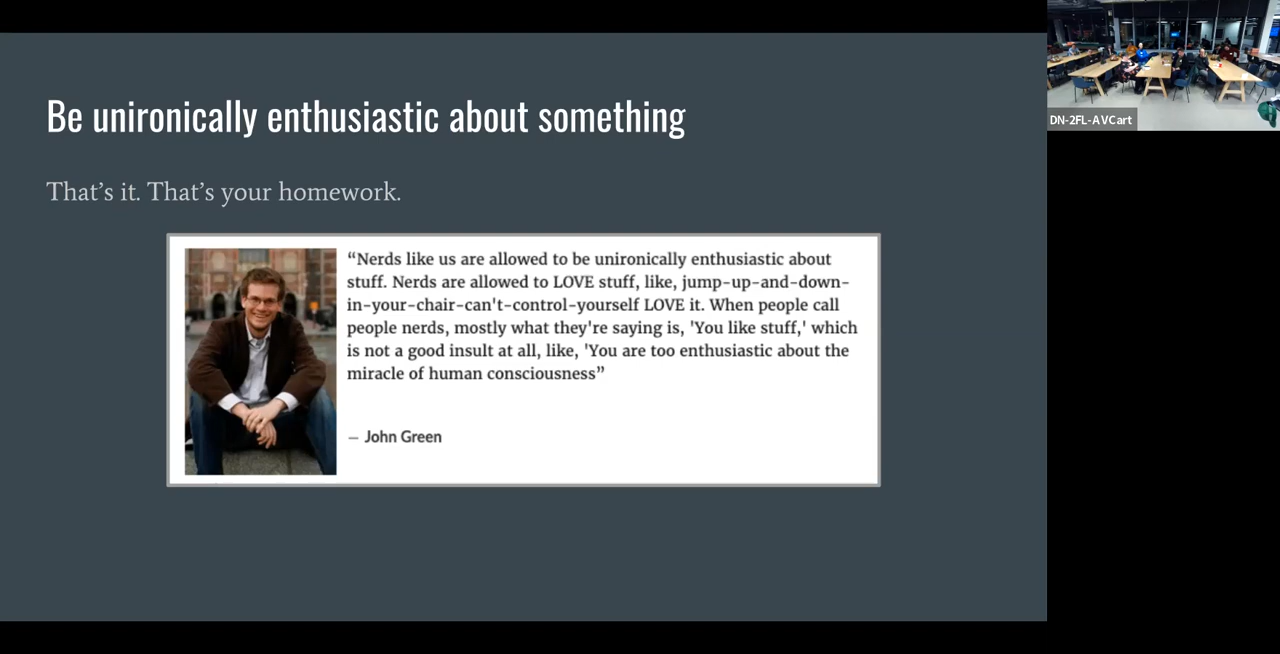 Be unironically enthusiastic about something
That’s it. That’s your homework.
“Nerds like us are allowed to be unironically enthusiastic about
stuff. Nerds are allowed to LOVE stuff, like, jump-up-and-down-
in-your-chair-can't-control-yourself LOVE it. When people call
people nerds, mostly what they're saying is, 'You like stuff,' which
is not a good insult at all, like, 'You are too enthusiastic about the
miracle of human consciousness”
— John Green
DN-2FL-AVCart